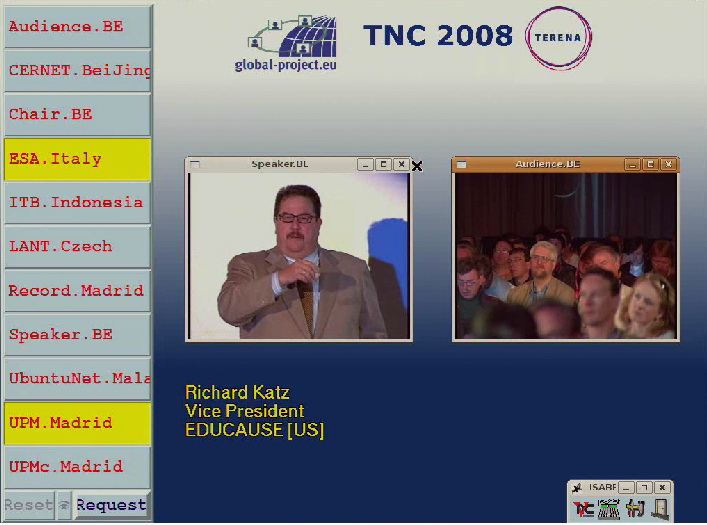 Audience.BE
CERNET.BeiJing
Chair.BE
ESA.Italy
ITB.Indonesia
LANT.Czech
Record.Madrid
Speaker.BE
UbuntuNet.Mala
UPM.Madrid
UPMc.Madrid
Reset
Request
global-project.eu
TNC 2008
TERENA
Speaker.BE
Audience.BE
Richard Katz
Vice President
EDUCAUSE [US]
ISABE